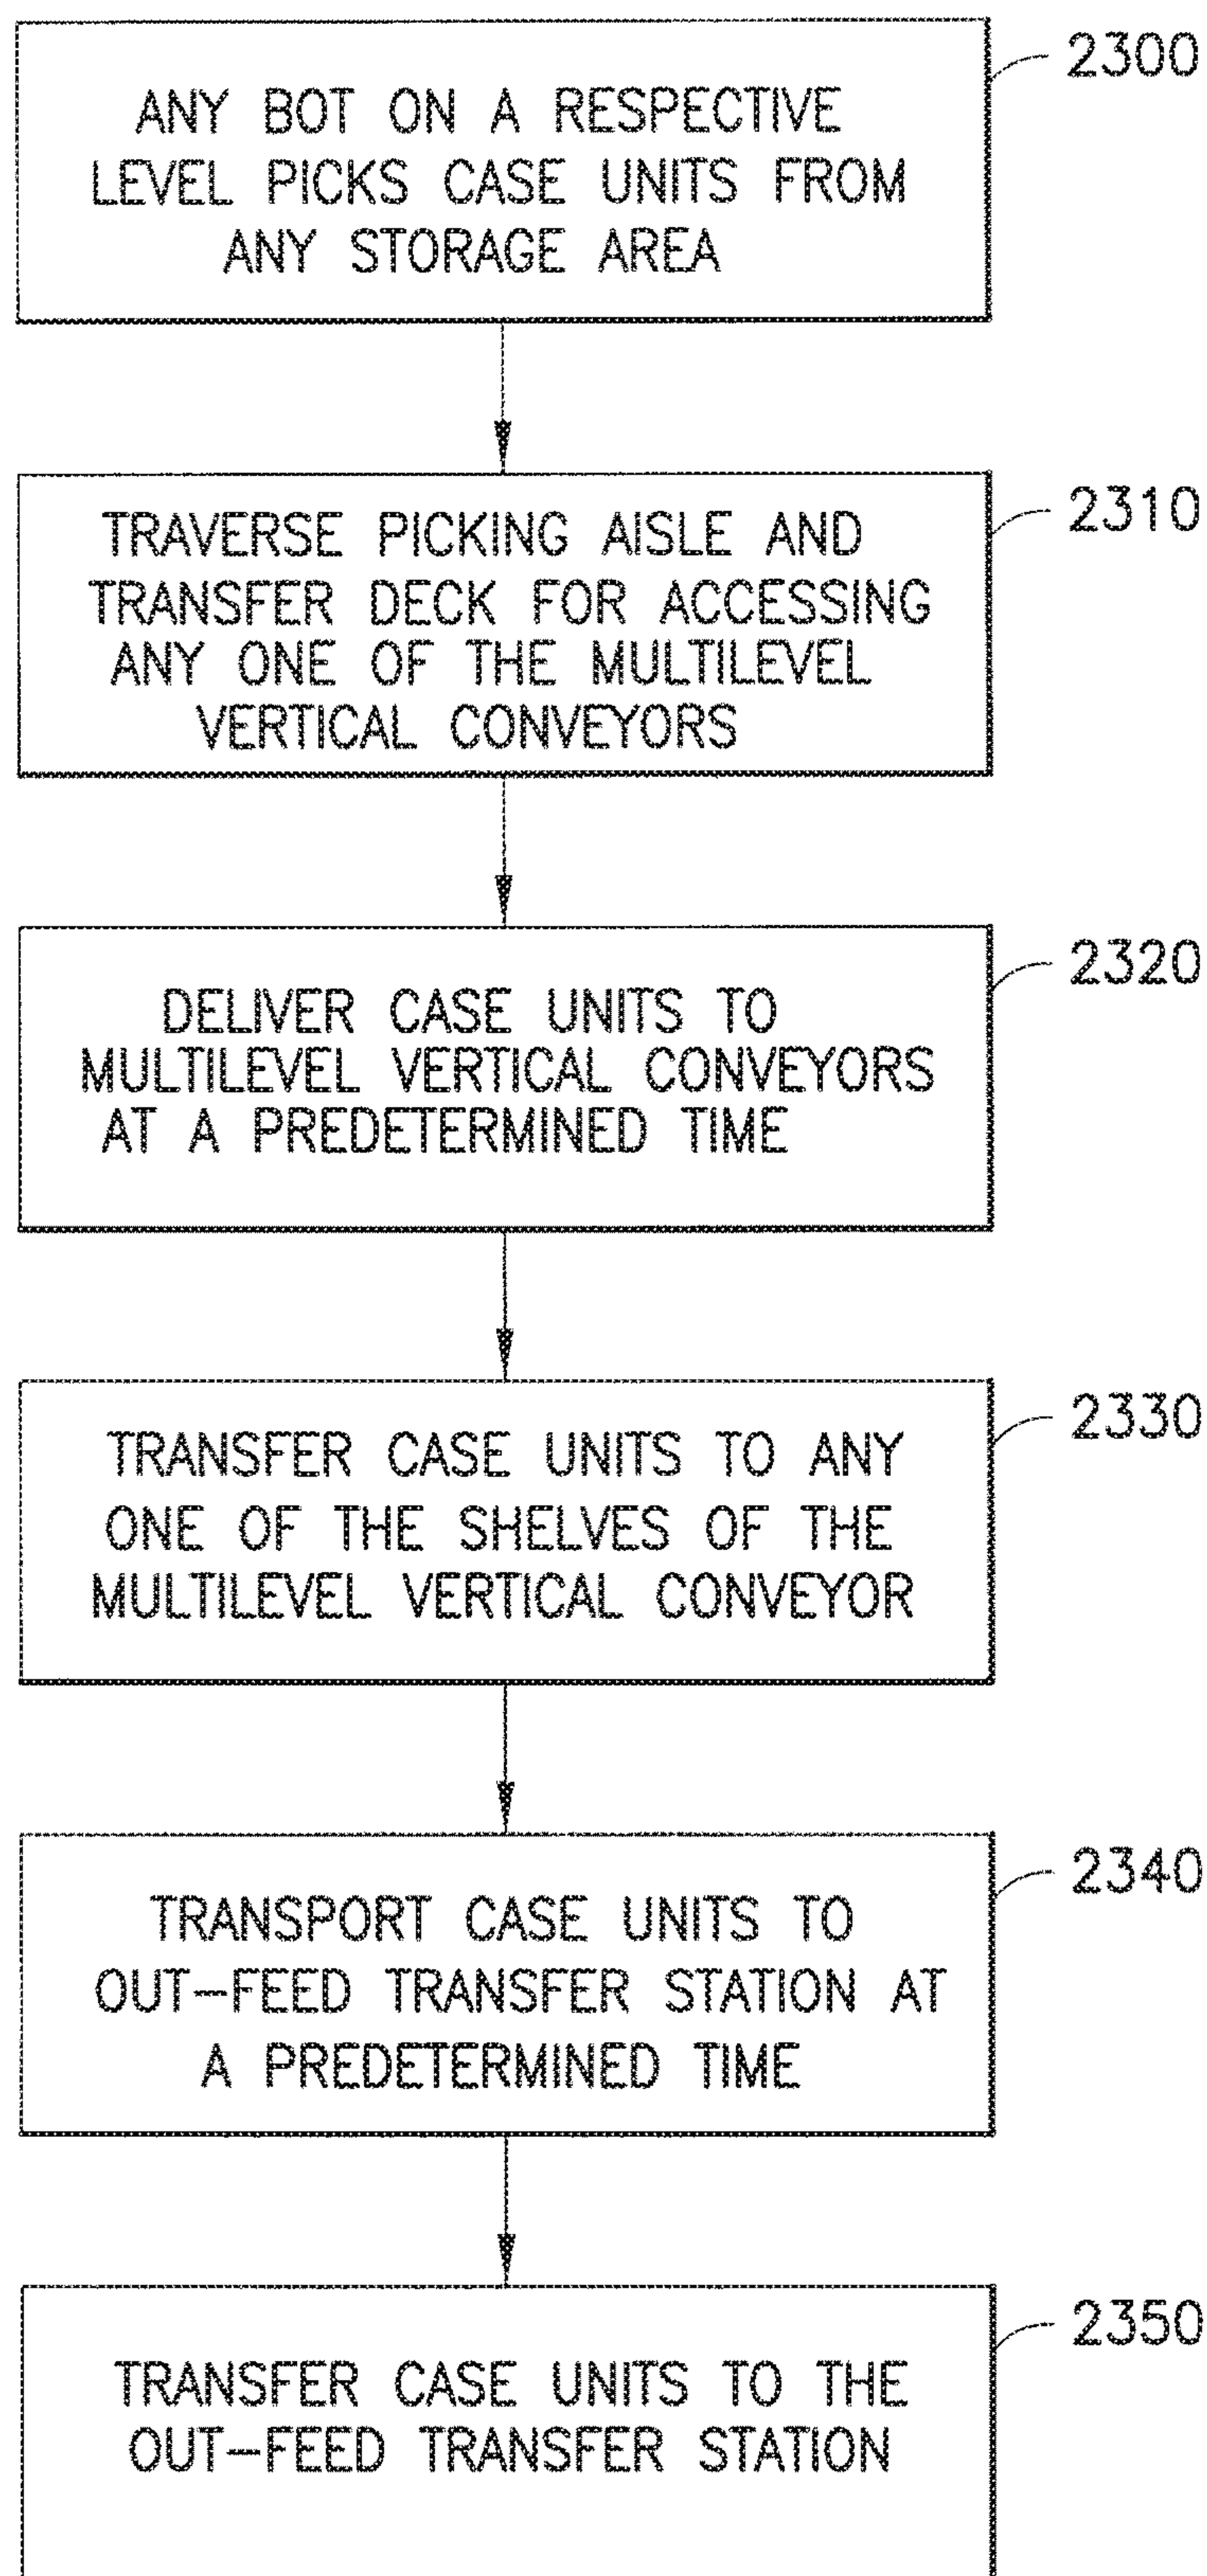 2300
ANY BOT ON A RESPECTIVE
LEVEL PICKS CASE UNITS FROM
ANY STORAGE AREA
2310
TRAVERSE PICKING AISLE AND
TRANSFER DECK FOR ACCESSING
ANY ONE OF THE MULTILEVEL
VERTICAL CONVEYORS
2320
DELIVER CASE UNITS TO
MULTILEVEL VERTICAL CONVEYORS
AT A PREDETERMINED TIME
2330
TRANSFER CASE UNITS TO ANY
ONE OF THE SHELVES OF THE
MULTILEVEL VERTICAL CONVEYOR
2340
TRANSPORT CASE UNITS TO
OUT-FEED TRANSFER STATION AT
A PREDETERMINED TIME
2350
TRANSFER CASE UNITS TO THE
OUT-FEED TRANSFER STATION